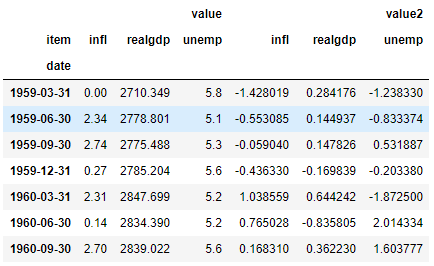 value value2
item infl realgdp unemp infl realgdp unemp
date
1959-03-31 0.00 2710.349 5.8 -1.428019 0.284176 -1.238330
1959-06-30 2.34 2778.801 5.1 -0.553085 0.144937 -0.833374
1959-09-30 2.74 2775.488 5.3 -0.059040 0.147826 0.531887
1959-12-31 0.27 2785.204 5.6 -0.436330 -0.169839 -0.203380
1960-03-31 2.31 2847.699 5.2 1.038559 0.644242 -1.872500
1960-06-30 0.14 2834.390 5.2 0.765028 -0.835805 2.014334
1960-09-30 2.70 2839.022 5.6 0.168310 0.362230 1.603777